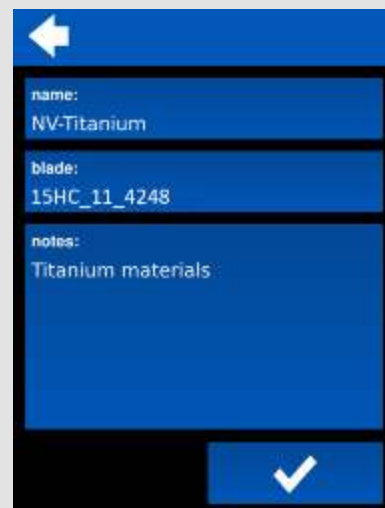 name:
NV-Titanium
blade:
15HC_11_4248
notes:
Titanium materials